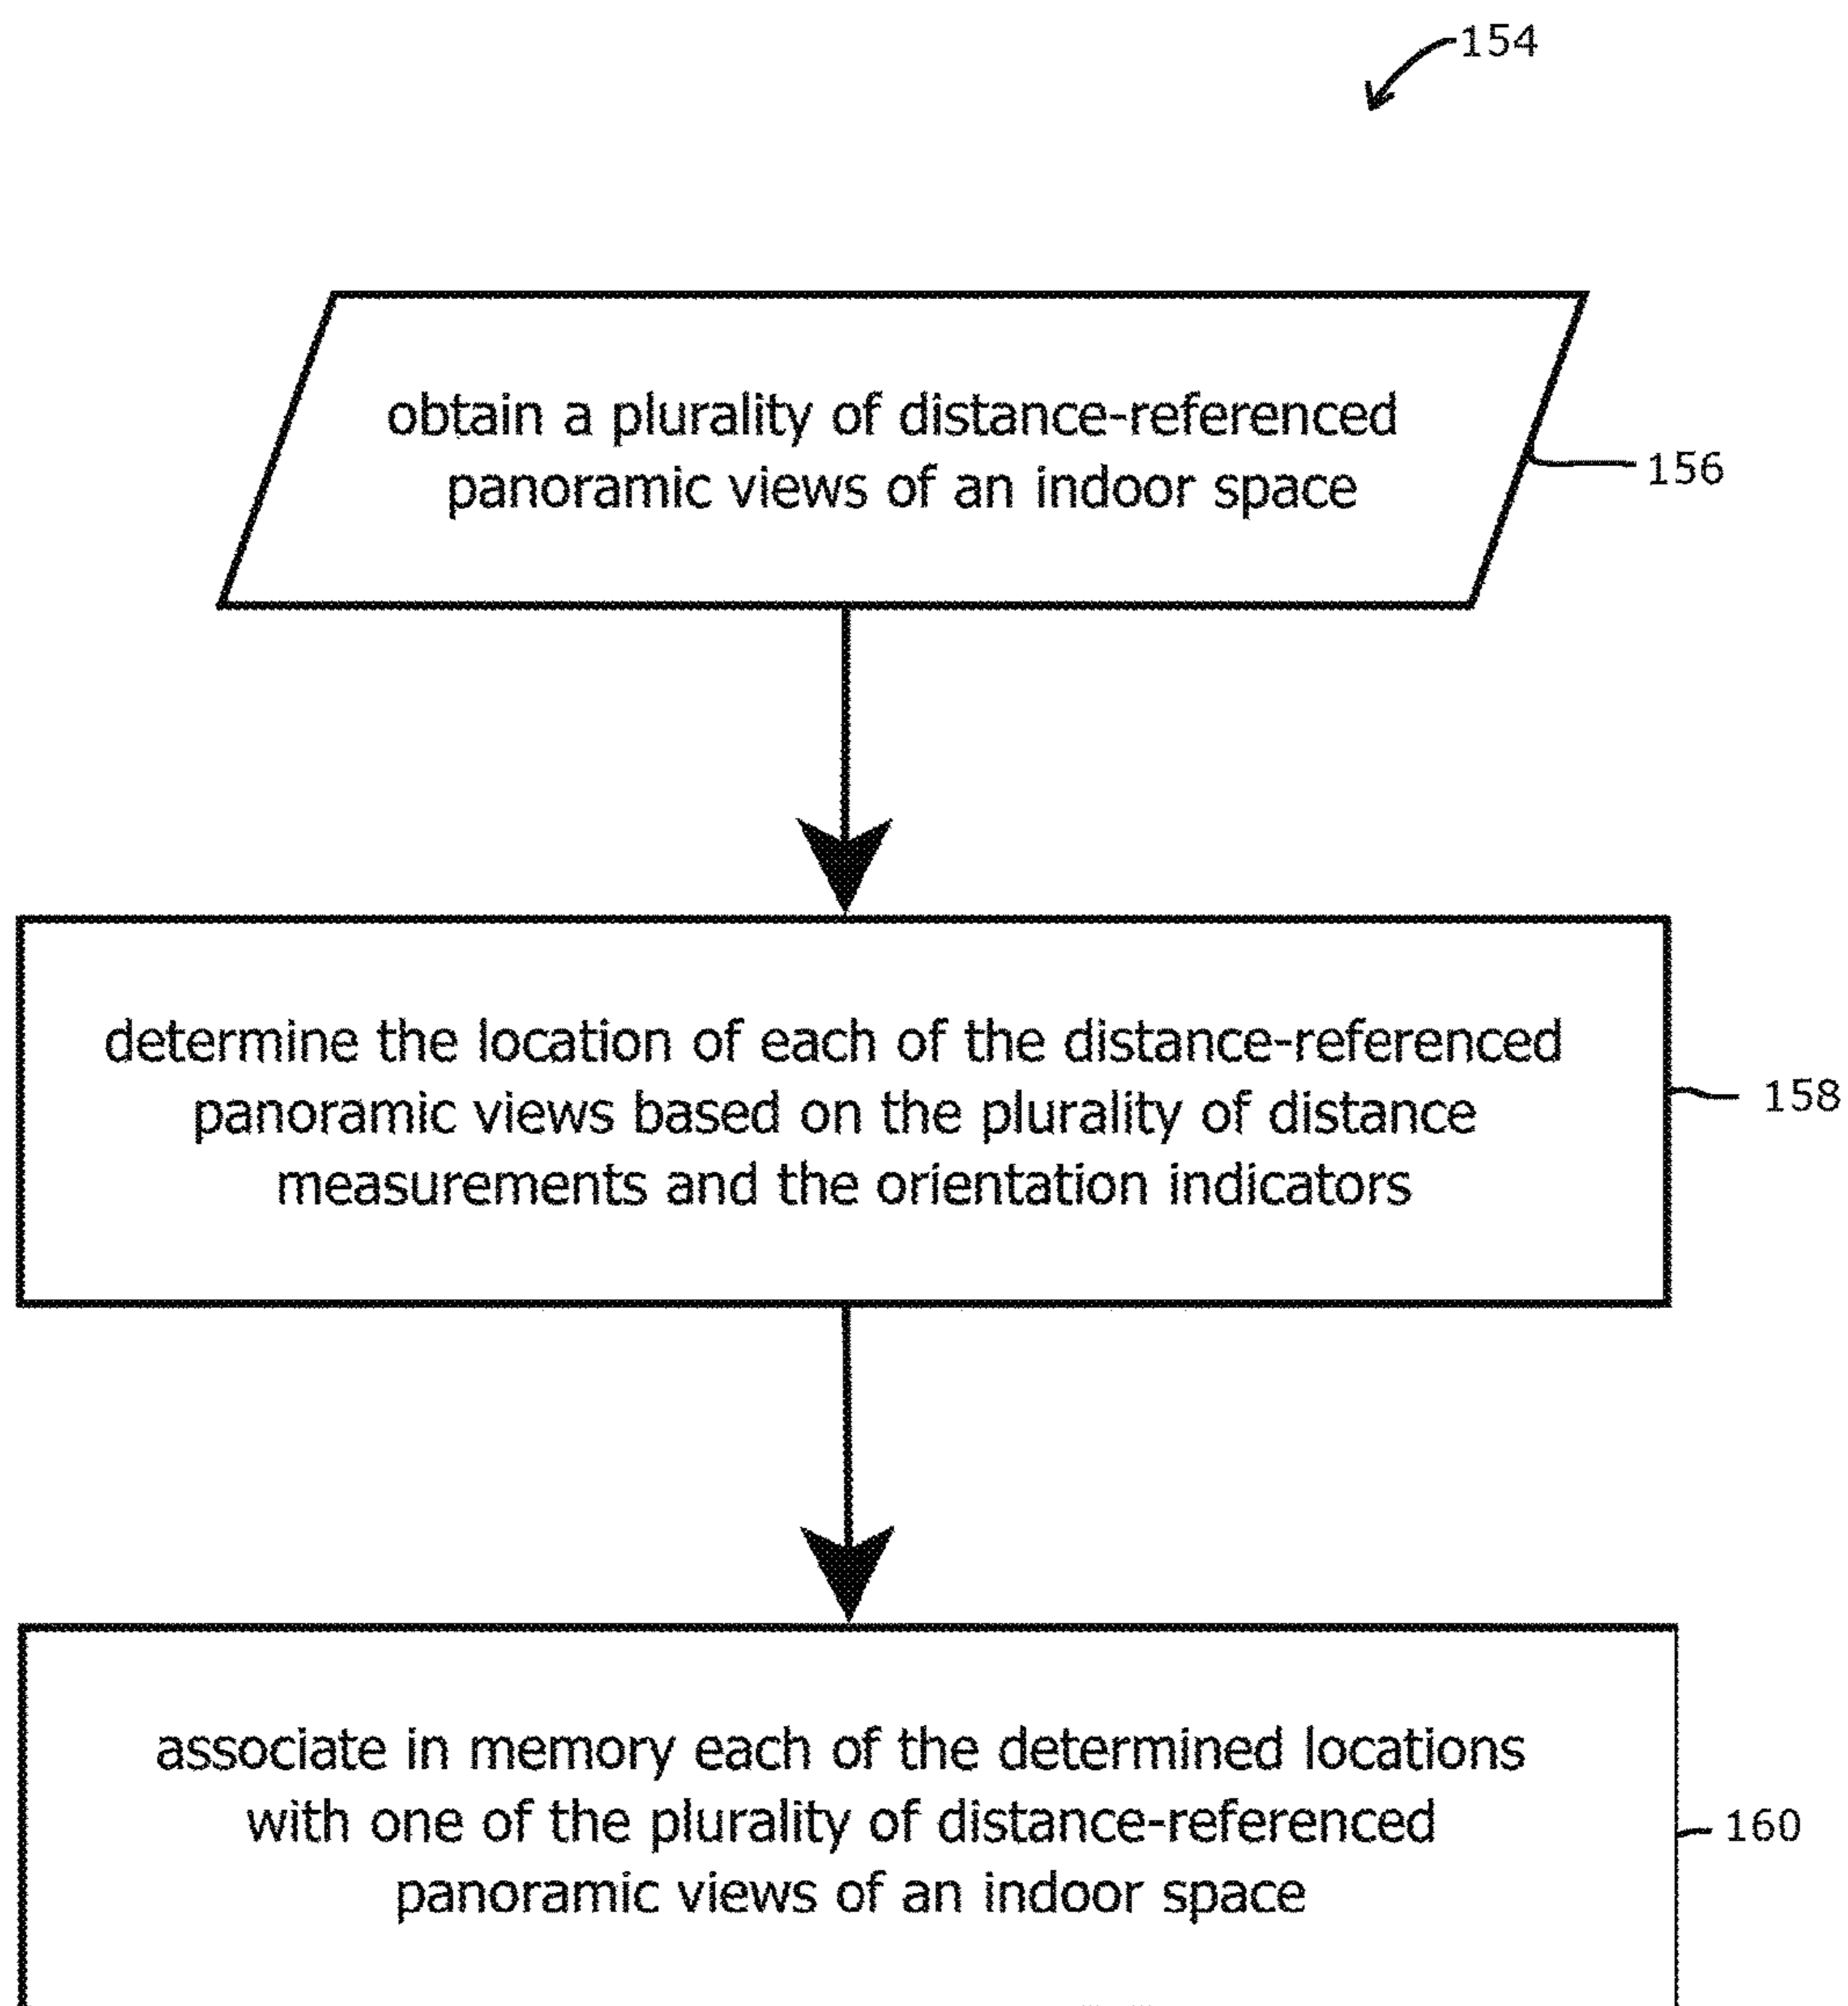 154
obtain a plurality of distance-referenced
panoramic views of an indoor space
156
determine the location of each of the distance-referenced
panoramic views based on the plurality of distance
measurements and the orientation indicators
158
associate in memory each of the determined locations
with one of the plurality of distance-referenced
panoramic views of an indoor space
160